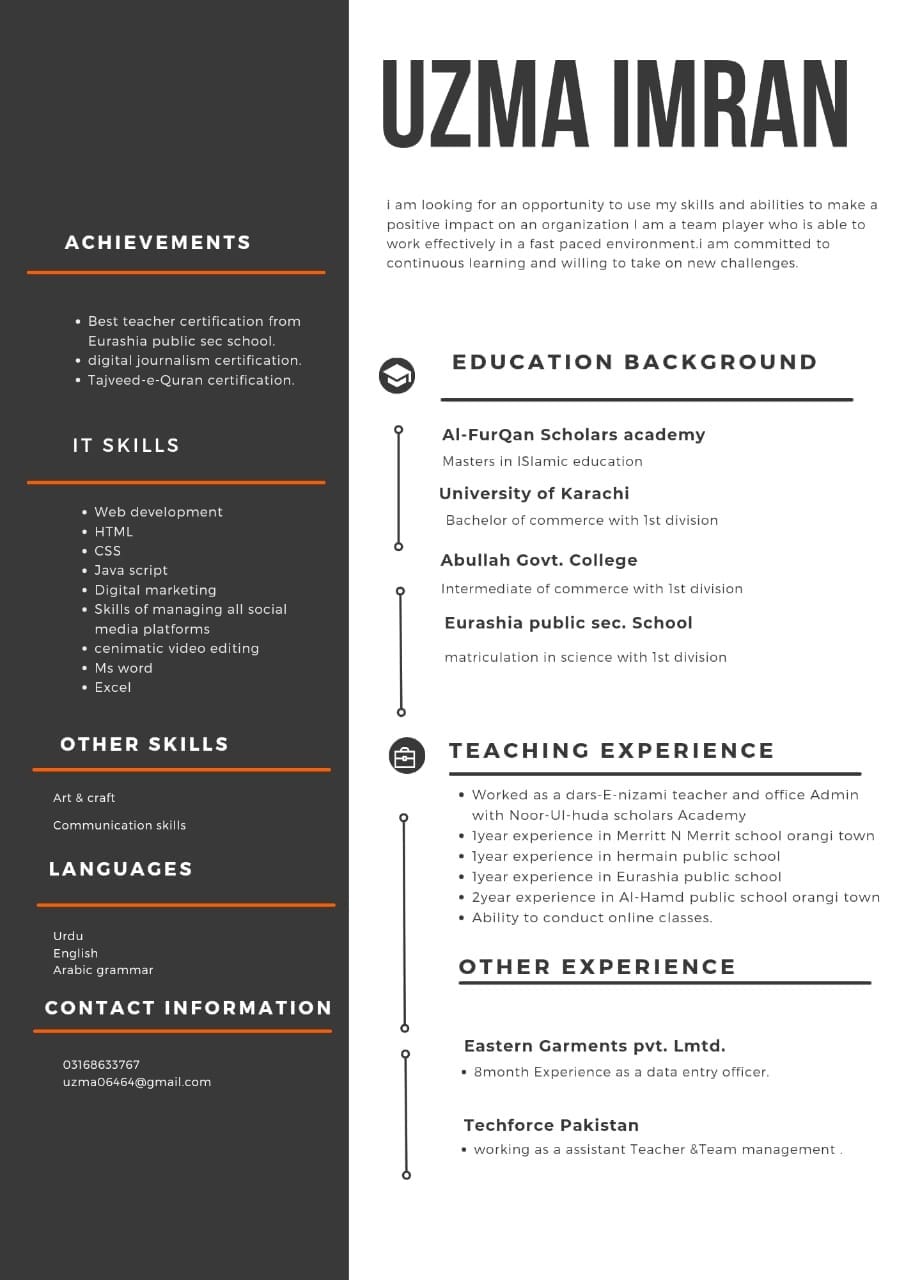 UZMA IMRAN
i am looking for an opportunity to use my skills and abilities to make a
positive impact on an organization I am a team player who is able to
work effectively in a fast paced environment.i am committed to
continuous learning and willing to take on new challenges.
ACHIEVEMENTS
• Best teacher certification from
Eurashia public sec school.
• digital journalism certification.
• Tajveed-e-Quran certification.
IT SKILLS
• Web development
• HTML
• CSS
• Java script
• Digital marketing
• Skills of managing all social
media platforms
• cenimatic video editing
• Ms word
• Excel
OTHER SKILLS
Art & craft
Communication skills
LANGUAGES
Urdu
English
Arabic grammar
CONTACT INFORMATION
03168633767
uzma06464@gmail.com
EDUCATION BACKGROUND
Al-FurQan Scholars academy
Masters in ISlamic education
University of Karachi
Bachelor of commerce with 1st division
Abullah Govt. College
Intermediate of commerce with 1st division
Eurashia public sec. School
matriculation in science with 1st division
TEACHING EXPERIENCE
• Worked as a dars-E-nizami teacher and office Admin
with Noor-Ul-huda scholars Academy
• 1year experience in Merritt N Merrit school orangi town
• 1year experience in hermain public school
• 1year experience in Eurashia public school
• 2year experience in Al-Hamd public school orangi town
• Ability to conduct online classes.
OTHER EXPERIENCE
Eastern Garments pvt. Lmtd.
• 8month Experience as a data entry officer.
Techforce Pakistan
• working as a assistant Teacher &Team management .